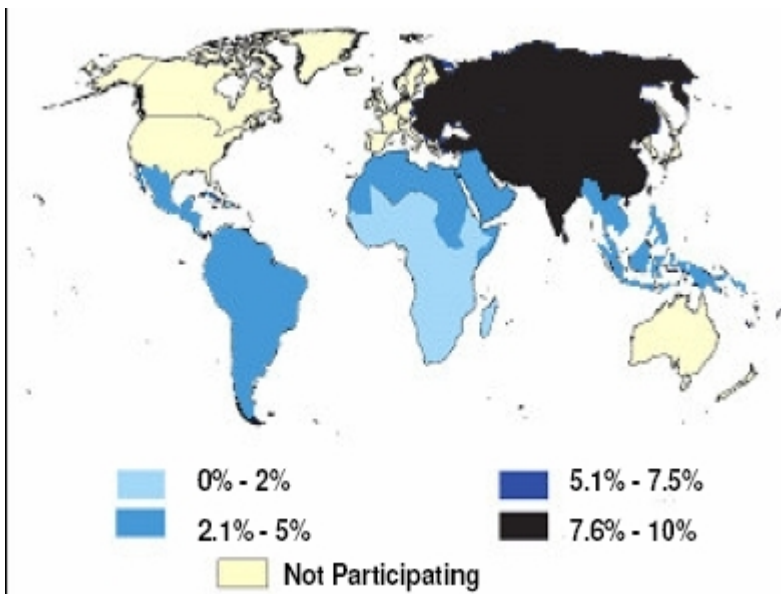 0% - 2%
5.1% - 7.5%
2.1% - 5%
7.6% - 10%
Not Participating